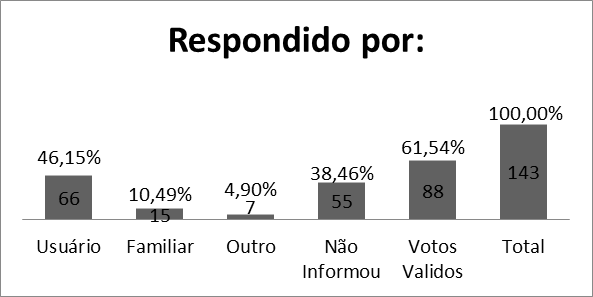 Respondido por:
100,00%
61,54%
46,15%
38,46%
10,49%
4,90%
66
15
7
55
88
143
Usuário
Familiar
Outro
Não
Informou
Votos
Validos
Total